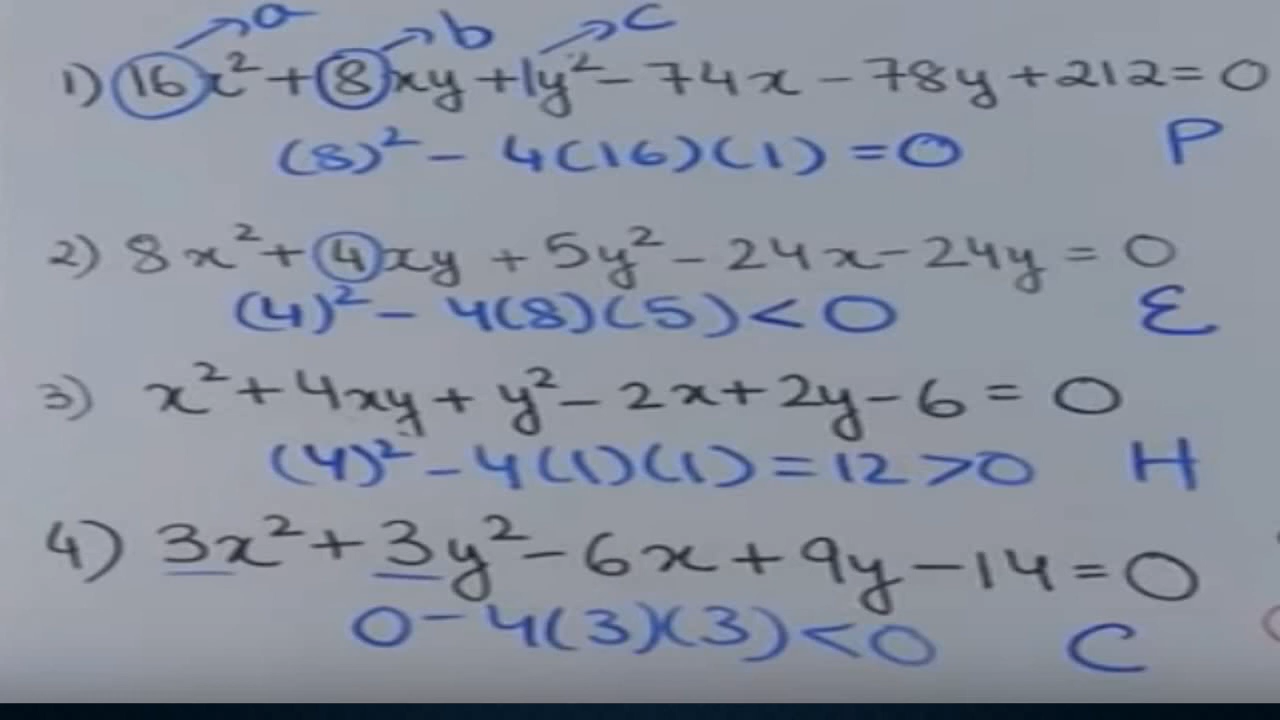 a b c
1) 16x² + 8xy + 1y² - 74x - 78y + 212 = 0
(8)² - 4(16)(1) = 0 P
2) 8x² + 4xy + 5y² - 24x - 24y = 0
(4)² - 4(8)(5) < 0 E
3) x² + 4xy + y² - 2x + 2y - 6 = 0
(4)² - 4(1)(1) = 12 > 0 H
4) 3x² + 3y² - 6x + 9y - 14 = 0
0 - 4(3)(3) < 0 C